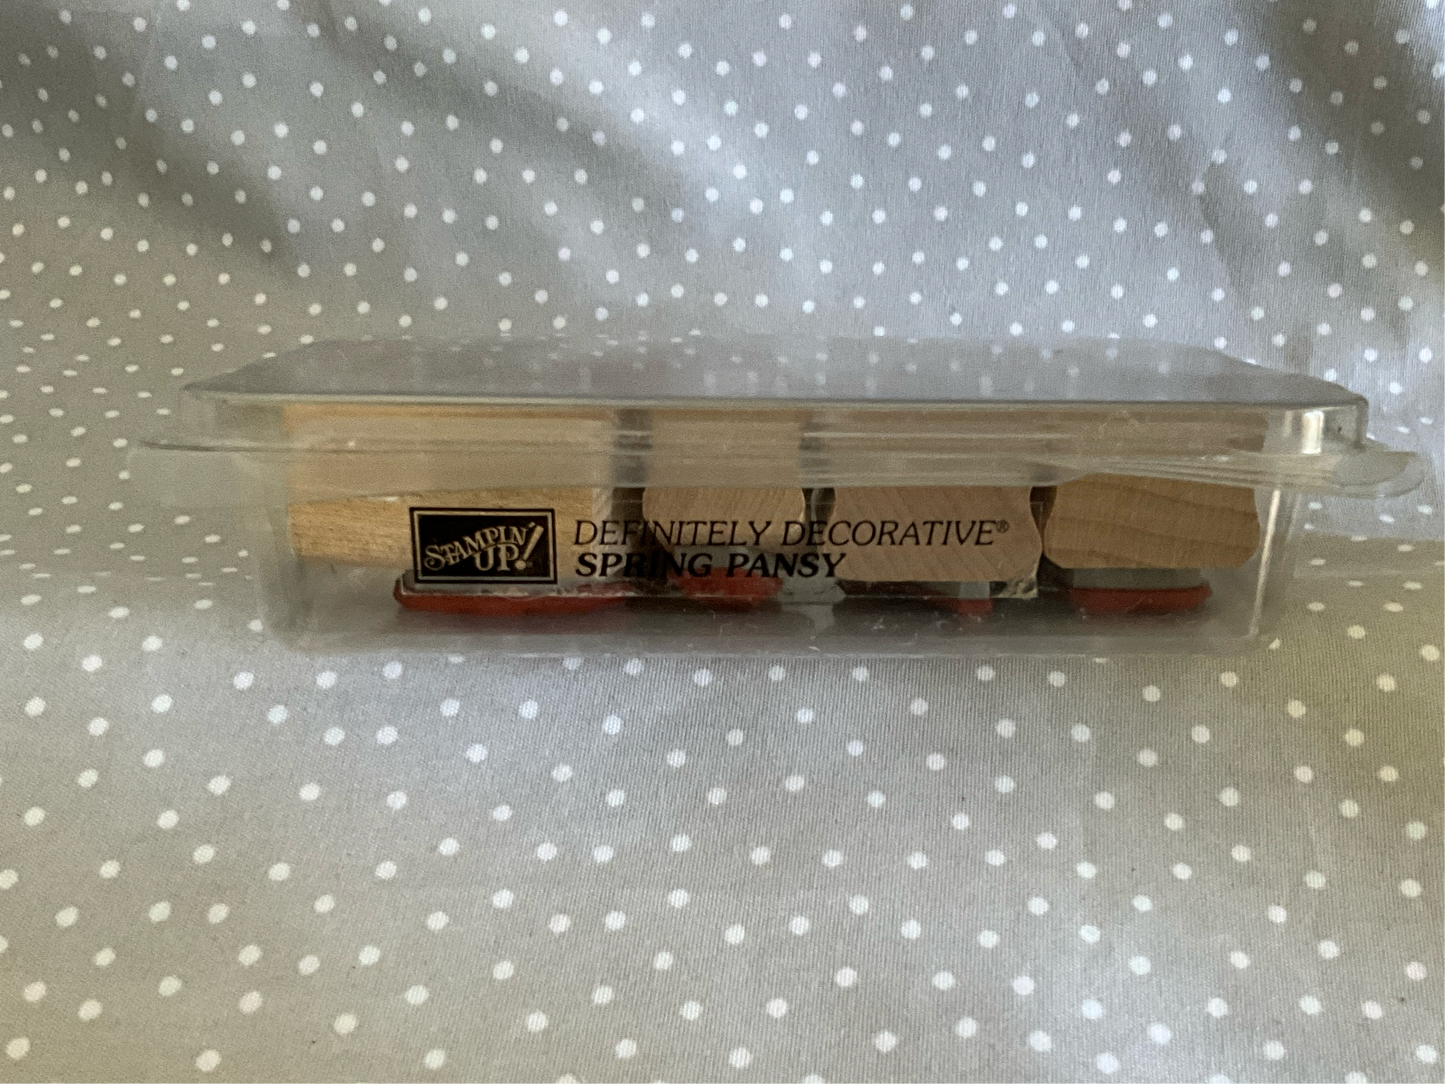 STAMPIN' UP!
DEFINITELY DECORATIVE®
SPRING PANSY